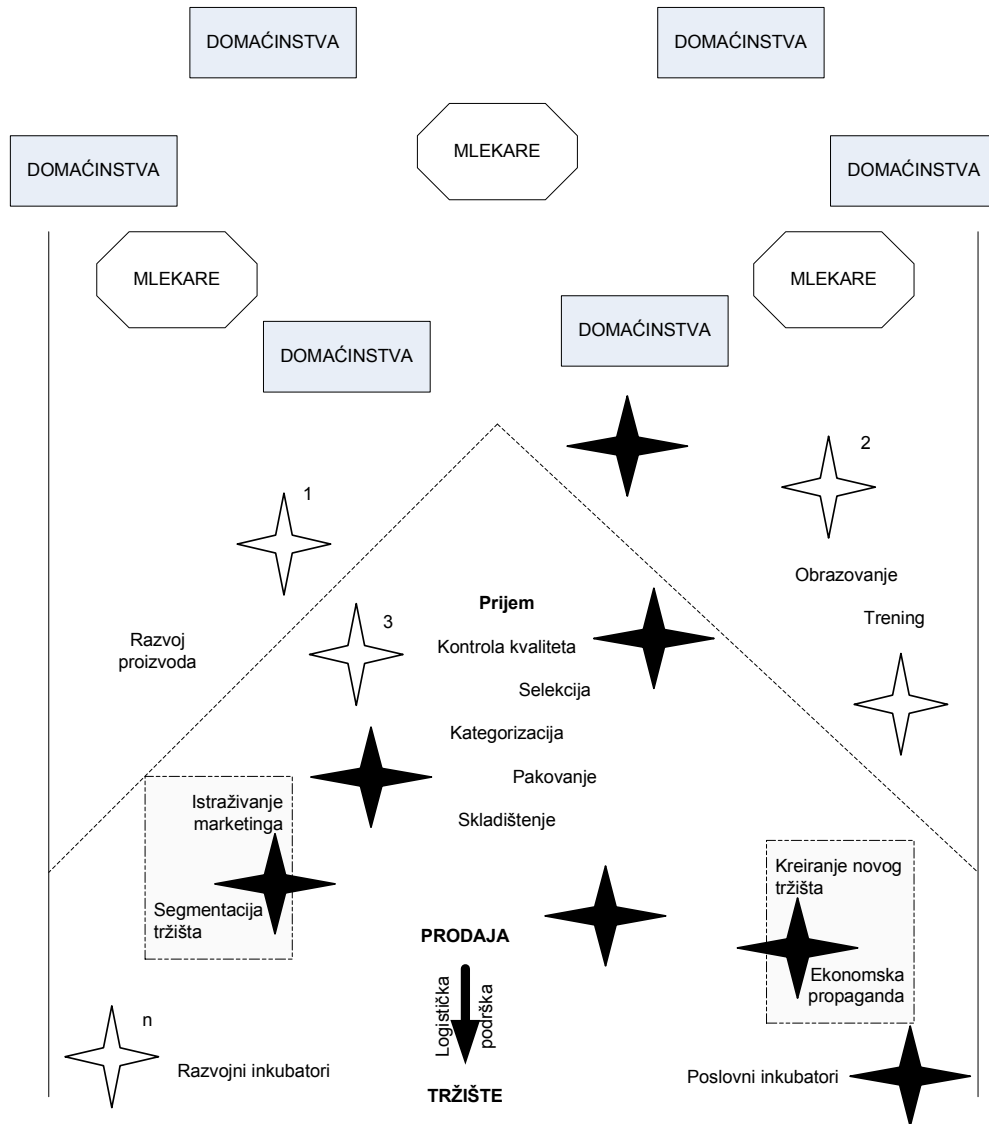 DOMAĆINSTVA
DOMAĆINSTVA
MLEKARE
DOMAĆINSTVA
DOMAĆINSTVA
MLEKARE
MLEKARE
DOMAĆINSTVA
DOMAĆINSTVA
2
1
Obrazovanje
Prijem
Trening
3
Razvoj
proizvoda
Kontrola kvaliteta
Selekcija
Kategorizacija
Pakovanje
Skladištenje
Istraživanje
marketinga
Segmentacija
tržišta
Kreiranje novog
tržišta
Ekonomska
propaganda
PRODAJA
Logistička
podrška
n
Razvojni inkubatori
Poslovni inkubatori
TRŽIŠTE